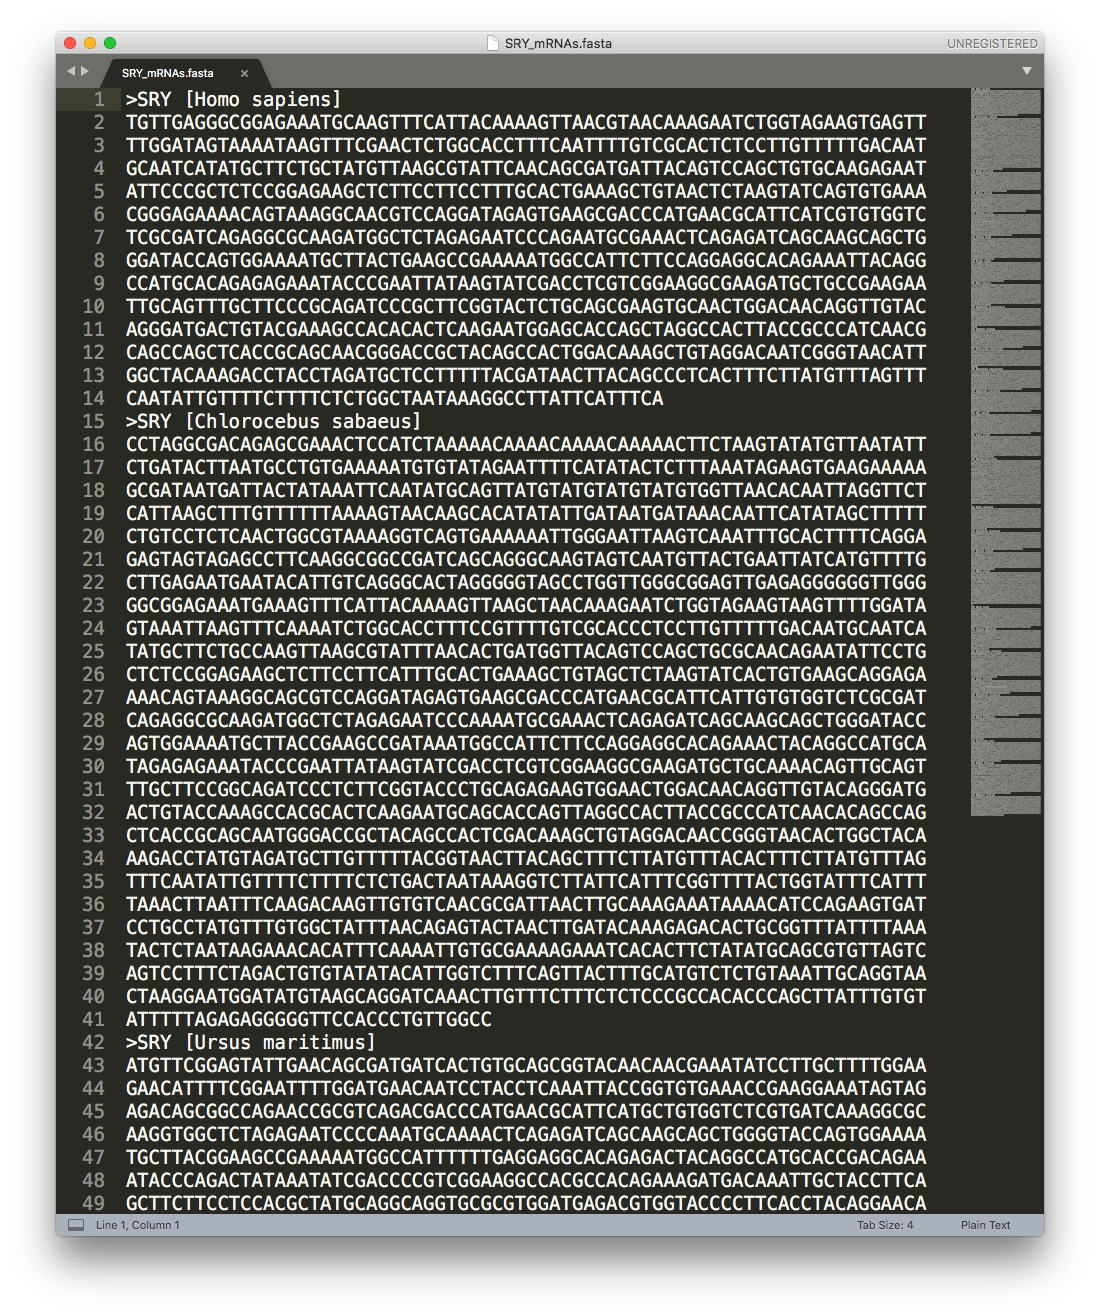 SRY_mRNAs.fasta
UNREGISTERED
SRY_mRNAs.fasta ×
1 >SRY [Homo sapiens]
2 TGTTGAGGGCGGAGAAATGCAAGTTTCATTACAAAAGTTAACGTAACAAAGAATCTGGTAGAAGTGAGTT
3 TTGGATAGTAAAATAAGTTTCGAACTCTGGCACCTTTCAATTTTGTCGCACTCTCCTTGTTTTTGACAAT
4 GCAATCATATGCTTCTGCTATGTTAAGCGTATTCAACAGCGATGATTACAGTCCAGCTGTGCAAGAGAAT
5 ATTCCCGCTCTCCGGAGAAGCTCTTCCTTCCTTTGCACTGAAAGCTGTAACTCTAAGTATCAGTGTGAAA
6 CGGGAGAAAACAGTAAAGGCAACGTCCAGGATAGAGTGAAGCGACCCATGAACGCATTCATCGTGTGGTC
7 TCGCGATCAGAGGCGCAAGATGGCTCTAGAGAATCCCAGAATGCGAAACTCAGAGATCAGCAAGCAGCTG
8 GGATACCAGTGGAAAATGCTTACTGAAGCCGAAAAATGGCCATTCTTCCAGGAGGCACAGAAATTACAGG
9 CCATGCACAGAGAGAAATACCCGAATTATAAGTATCGACCTCGTCGGAAGGCGAAGATGCTGCCGAAGAA
10 TTGCAGTTTGCTTCCCGCAGATCCCGCTTCGGTACTCTGCAGCGAAGTGCAACTGGACAACAGGTTGTAC
11 AGGGATGACTGTACGAAAGCCACACACTCAAGAATGGAGCACCAGCTAGGCCACTTACCGCCCATCAACG
12 CAGCCAGCTCACCGCAGCAACGGGACCGCTACAGCCACTGGACAAAGCTGTAGGACAATCGGGTAACATT
13 GGCTACAAAGACCTACCTAGATGCTCCTTTTTACGATAACTTACAGCCCTCACTTTCTTATGTTTAGTTT
14 CAATATTGTTTTCTTTTCTCTGGCTAATAAAGGCCTTATTCATTTCA
15 >SRY [Chlorocebus sabaeus]
16 CCTAGGCGACAGAGCGAAACTCCATCTAAAAACAAAACAAAACAAAAACTTCTAAGTATATGTTAATATT
17 CTGATACTTAATGCCTGTGAAAAATGTGTATAGAATTTTCATATACTCTTTAAATAGAAGTGAAGAAAAA
18 GCGATAATGATTACTATAAATTCAATATGCAGTTATGTATGTATGTATGTGGTTAACACAATTAGGTTCT
19 CATTAAGCTTTGTTTTTTAAAAGTAACAAGCACATATATTGATAATGATAAACAATTCATATAGCTTTTT
20 CTGTCCTCTCAACTGGCGTAAAAGGTCAGTGAAAAAATTGGGAATTAAGTCAAATTTGCACTTTTCAGGA
21 GAGTAGTAGAGCCTTCAAGGCGGCCGATCAGCAGGGCAAGTAGTCAATGTTACTGAATTATCATGTTTTG
22 CTTGAGAATGAATACATTGTCAGGGCACTAGGGGGTAGCCTGGTTGGGCGGAGTTGAGAGGGGGGTTGGG
23 GGCGGAGAAATGAAAGTTTCATTACAAAAGTTAAGCTAACAAAGAATCTGGTAGAAGTAAGTTTTGGATA
24 GTAAATTAAGTTTCAAAATCTGGCACCTTTCCGTTTTGTCGCACCCTCCTTGTTTTTGACAATGCAATCA
25 TATGCTTCTGCCAAGTTAAGCGTATTTAACACTGATGGTTACAGTCCAGCTGCGCAACAGAATATTCCTG
26 CTCTCCGGAGAAGCTCTTCCTTCATTTGCACTGAAAGCTGTAGCTCTAAGTATCACTGTGAAGCAGGAGA
27 AAACAGTAAAGGCAGCGTCCAGGATAGAGTGAAGCGACCCATGAACGCATTCATTGTGTGGTCTCGCGAT
28 CAGAGGCGCAAGATGGCTCTAGAGAATCCCAAAATGCGAAACTCAGAGATCAGCAAGCAGCTGGGATACC
29 AGTGGAAAATGCTTACCGAAGCCGATAAATGGCCATTCTTCCAGGAGGCACAGAAACTACAGGCCATGCA
30 TAGAGAGAAATACCCGAATTATAAGTATCGACCTCGTCGGAAGGCGAAGATGCTGCAAAACAGTTGCAGT
31 TTGCTTCCGGCAGATCCCTCTTCGGTACCCTGCAGAGAAGTGGAACTGGACAACAGGTTGTACAGGGATG
32 ACTGTACCAAAGCCACGCACTCAAGAATGCAGCACCAGTTAGGCCACTTACCGCCCATCAACACAGCCAG
33 CTCACCGCAGCAATGGGACCGCTACAGCCACTCGACAAAGCTGTAGGACAACCGGGTAACACTGGCTACA
34 AAGACCTATGTAGATGCTTGTTTTTACGGTAACTTACAGCTTTCTTATGTTTACACTTTCTTATGTTTAG
35 TTTCAATATTGTTTTCTTTTCTCTGACTAATAAAGGTCTTATTCATTTCGGTTTTACTGGTATTTCATTT
36 TAAACTTAATTTCAAGACAAGTTGTGTCAACGCGATTAACTTGCAAAGAAATAAAACATCCAGAAGTGAT
37 CCTGCCTATGTTTGTGGCTATTTAACAGAGTACTAACTTGATACAAAGAGACACTGCGGTTTATTTTAAA
38 TACTCTAATAAGAAACACATTTCAAAATTGTGCGAAAAGAAATCACACTTCTATATGCAGCGTGTTAGTC
39 AGTCCTTTCTAGACTGTGTATATACATTGGTCTTTCAGTTACTTTGCATGTCTCTGTAAATTGCAGGTAA
40 CTAAGGAATGGATATGTAAGCAGGATCAAACTTGTTTCTTTCTCTCCCGCCACACCCAGCTTATTTGTGT
41 ATTTTTAGAGAGGGGGTTCCACCCTGTTGGCC
42 >SRY [Ursus maritimus]
43 ATGTTCGGAGTATTGAACAGCGATGATCACTGTGCAGCGGTACAACAACGAAATATCCTTGCTTTTGGAA
44 GAACATTTTCGGAATTTTGGATGAACAATCCTACCTCAAATTACCGGTGTGAAACCGAAGGAAATAGTAG
45 AGACAGCGGCCAGAACCGCGTCAGACGACCCATGAACGCATTCATGCTGTGGTCTCGTGATCAAAGGCGC
46 AAGGTGGCTCTAGAGAATCCCCAAATGCAAAACTCAGAGATCAGCAAGCAGCTGGGGTACCAGTGGAAAA
47 TGCTTACGGAAGCCGAAAAATGGCCATTTTTTGAGGAGGCACAGAGACTACAGGCCATGCACCGACAGAA
48 ATACCCAGACTATAAATATCGACCCCGTCGGAAGGCCACGCCACAGAAAGATGACAAATTGCTACCTTCA
49 GCTTCTTCCTCCACGCTATGCAGGCAGGTGCGCGTGGATGAGACGTGGTACCCCTTCACCTACAGGAACA
Line 1, Column 1
Tab Size: 4
Plain Text